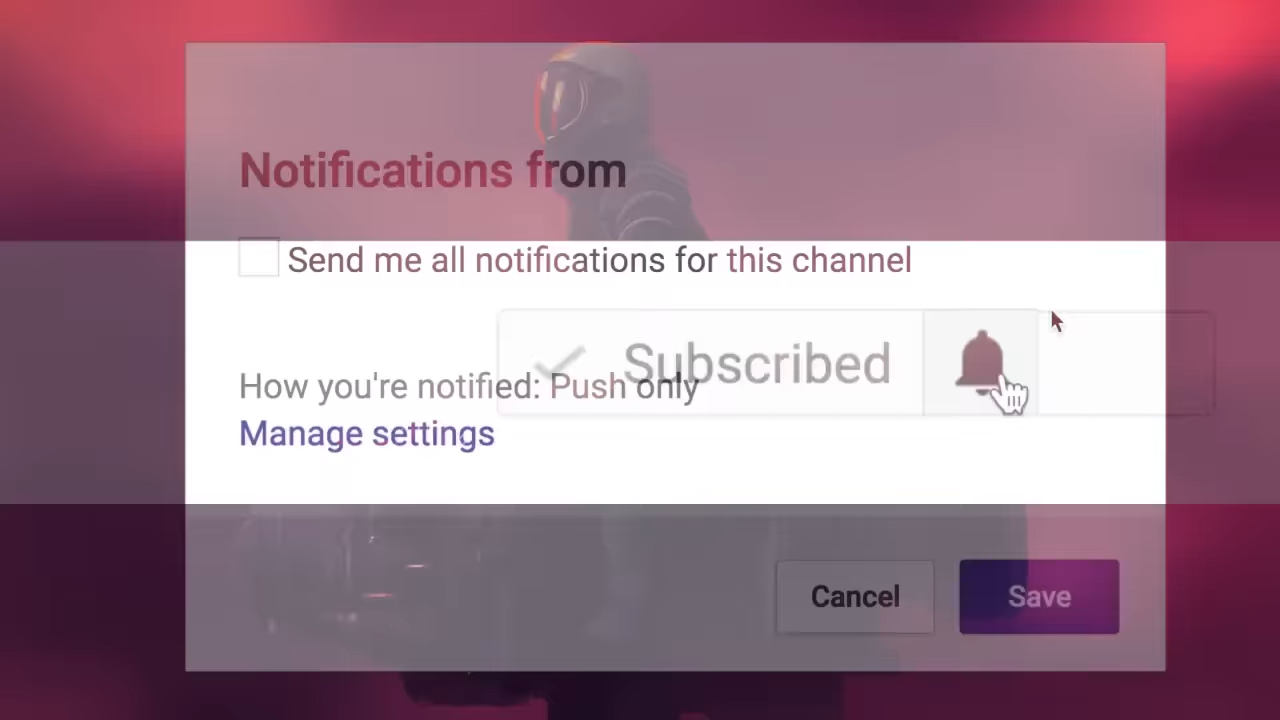 Notifications from
Send me all notifications for this channel
Subscribed
How you're notified: Push only
Manage settings
Cancel
Save